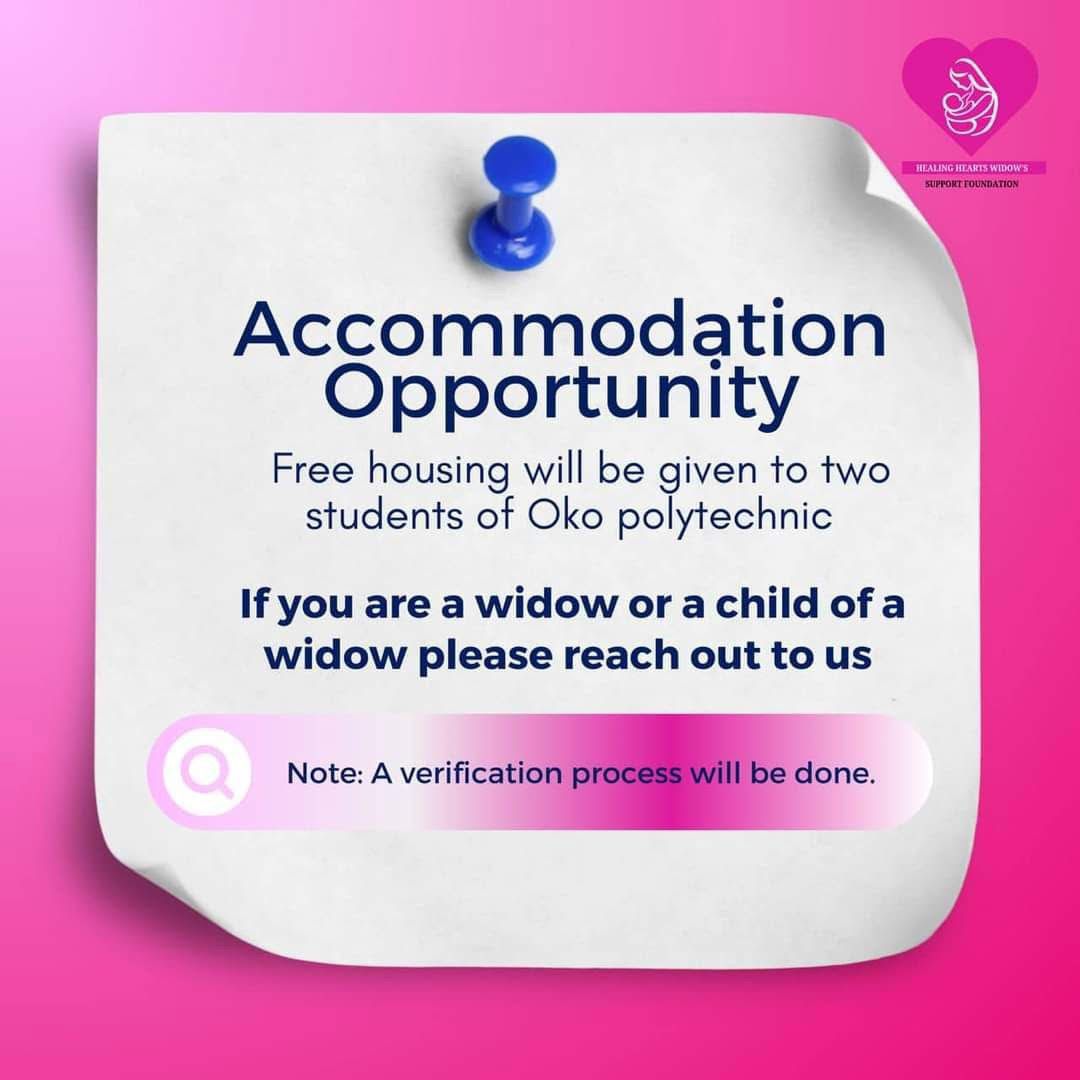 HEALING HEARTS WIDOW'S
SUPPORT FOUNDATION
Accommodation
Opportunity
Free housing will be given to two
students of Oko polytechnic
If you are a widow or a child of a
widow please reach out to us
Note: A verification process will be done.